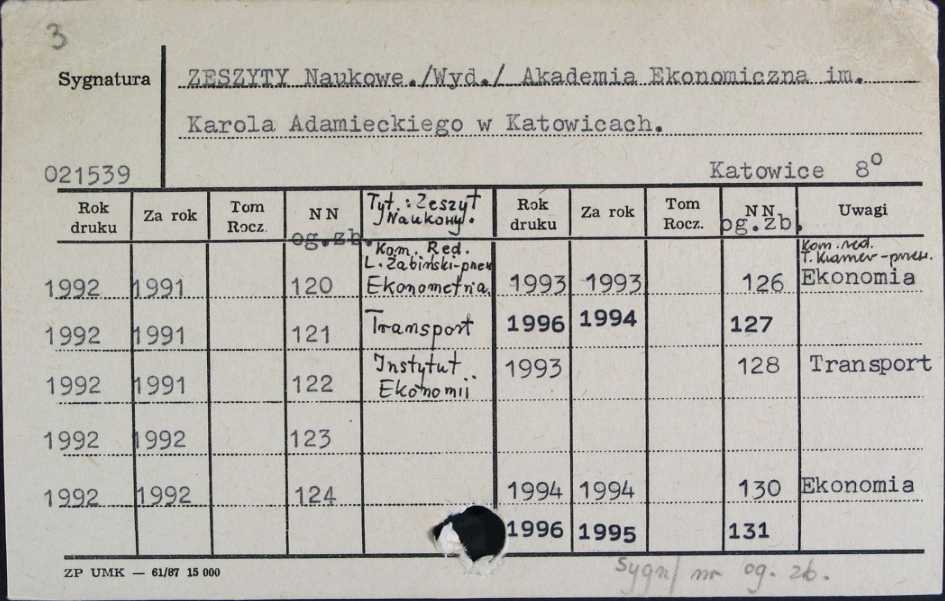 3
Sygnatura
ZESZYTY Naukowe./Wyd./ Akademia Ekonomiczna im.
Karola Adamieckiego w Katowicach.
021539
Katowice 8⁰
Rok druku Za rok Tom Rocz. NN og.zb. Tyt.: Zeszyt Naukowy. Rok druku Za rok Tom Rocz. NN og.zb. Uwagi
Kom. Red. Kom. red.
L. Żabiński-przew. T. Kramer-przew.
1992 1991 120 Ekonometria. 1993 1993 126 Ekonomia
1992 1991 121 Transport 1996 1994 127
1992 1991 122 Instytut Ekonomii 1993 128 Transport
1992 1992 123
1992 1992 124 1994 1994 130 Ekonomia
1996 1995 131
ZP UMK — 61/87 15 000
Sygn/ nr og. zb.